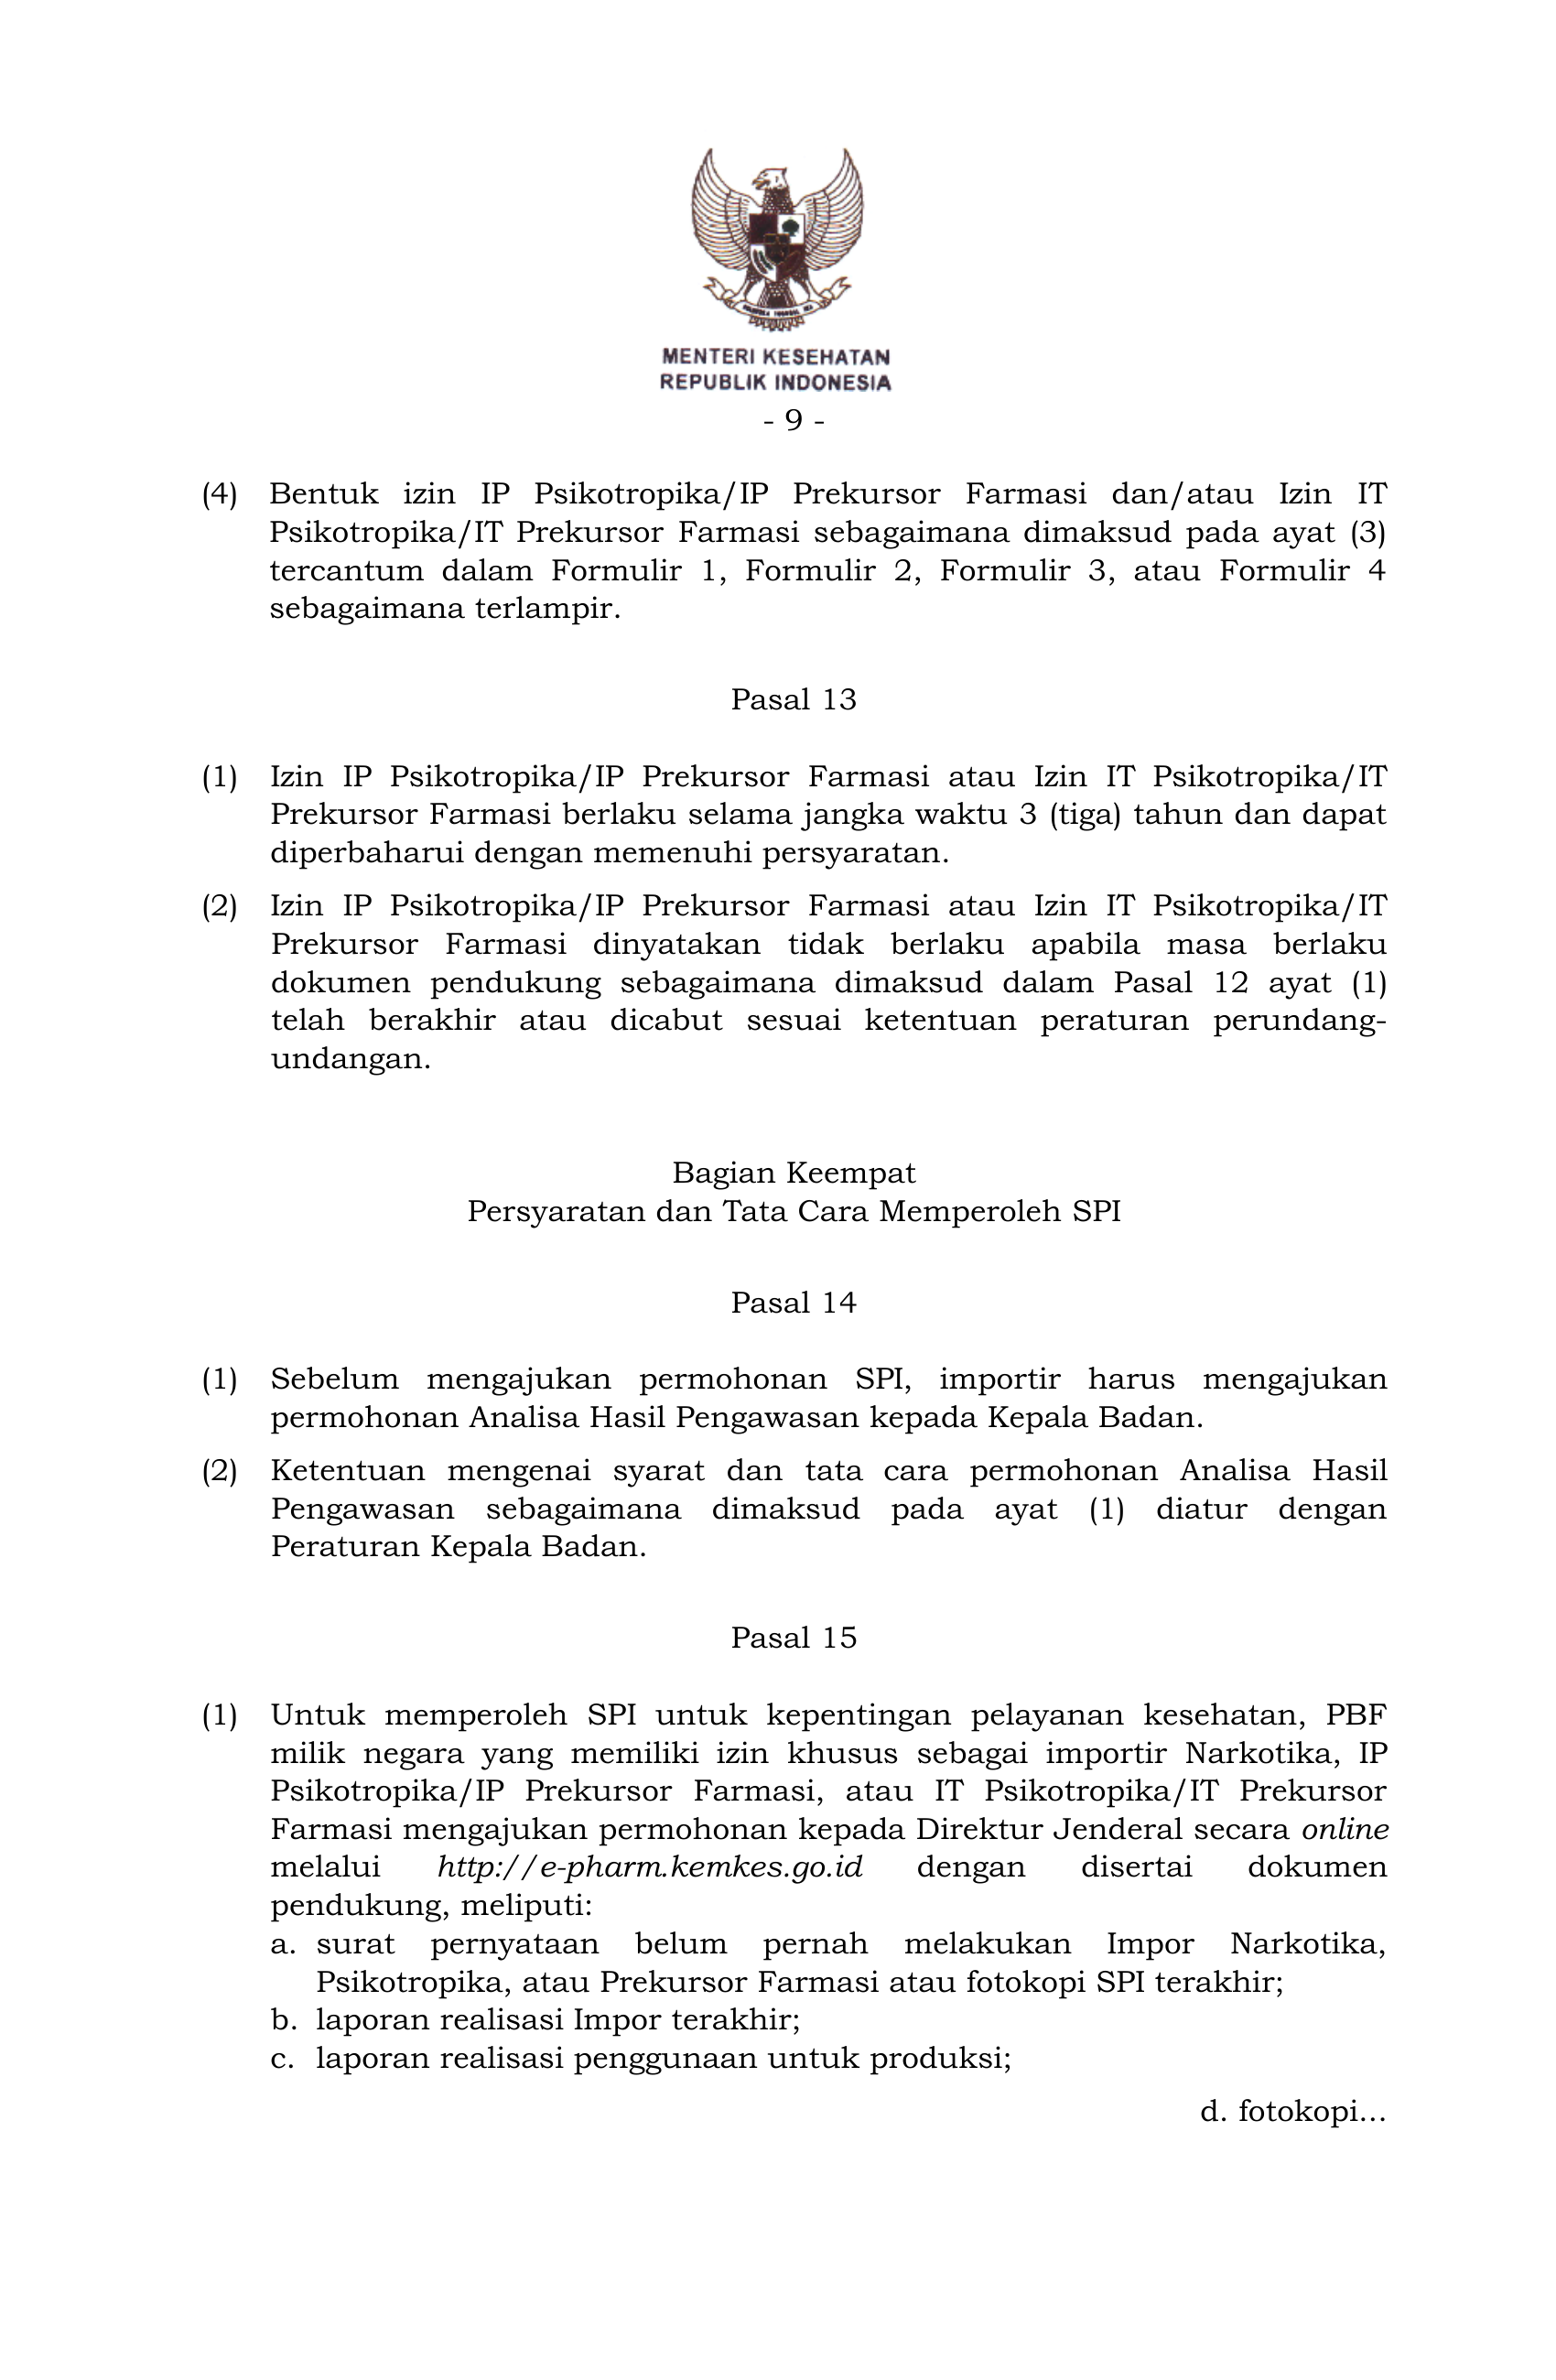 MENTERI KESEHATAN
REPUBLIK INDONESIA
- 9 -
(4) Bentuk izin IP Psikotropika/IP Prekursor Farmasi dan/atau Izin IT
Psikotropika/IT Prekursor Farmasi sebagaimana dimaksud pada ayat (3)
tercantum dalam Formulir 1, Formulir 2, Formulir 3, atau Formulir 4
sebagaimana terlampir.
Pasal 13
(1) Izin IP Psikotropika/IP Prekursor Farmasi atau Izin IT Psikotropika/IT
Prekursor Farmasi berlaku selama jangka waktu 3 (tiga) tahun dan dapat
diperbaharui dengan memenuhi persyaratan.
(2) Izin IP Psikotropika/IP Prekursor Farmasi atau Izin IT Psikotropika/IT
Prekursor Farmasi dinyatakan tidak berlaku apabila masa berlaku
dokumen pendukung sebagaimana dimaksud dalam Pasal 12 ayat (1)
telah berakhir atau dicabut sesuai ketentuan peraturan perundang-
undangan.
Bagian Keempat
Persyaratan dan Tata Cara Memperoleh SPI
Pasal 14
(1) Sebelum mengajukan permohonan SPI, importir harus mengajukan
permohonan Analisa Hasil Pengawasan kepada Kepala Badan.
(2) Ketentuan mengenai syarat dan tata cara permohonan Analisa Hasil
Pengawasan sebagaimana dimaksud pada ayat (1) diatur dengan
Peraturan Kepala Badan.
Pasal 15
(1) Untuk memperoleh SPI untuk kepentingan pelayanan kesehatan, PBF
milik negara yang memiliki izin khusus sebagai importir Narkotika, IP
Psikotropika/IP Prekursor Farmasi, atau IT Psikotropika/IT Prekursor
Farmasi mengajukan permohonan kepada Direktur Jenderal secara online
melalui http://e-pharm.kemkes.go.id dengan disertai dokumen
pendukung, meliputi:
a. surat pernyataan belum pernah melakukan Impor Narkotika,
Psikotropika, atau Prekursor Farmasi atau fotokopi SPI terakhir;
b. laporan realisasi Impor terakhir;
c. laporan realisasi penggunaan untuk produksi;
d. fotokopi…